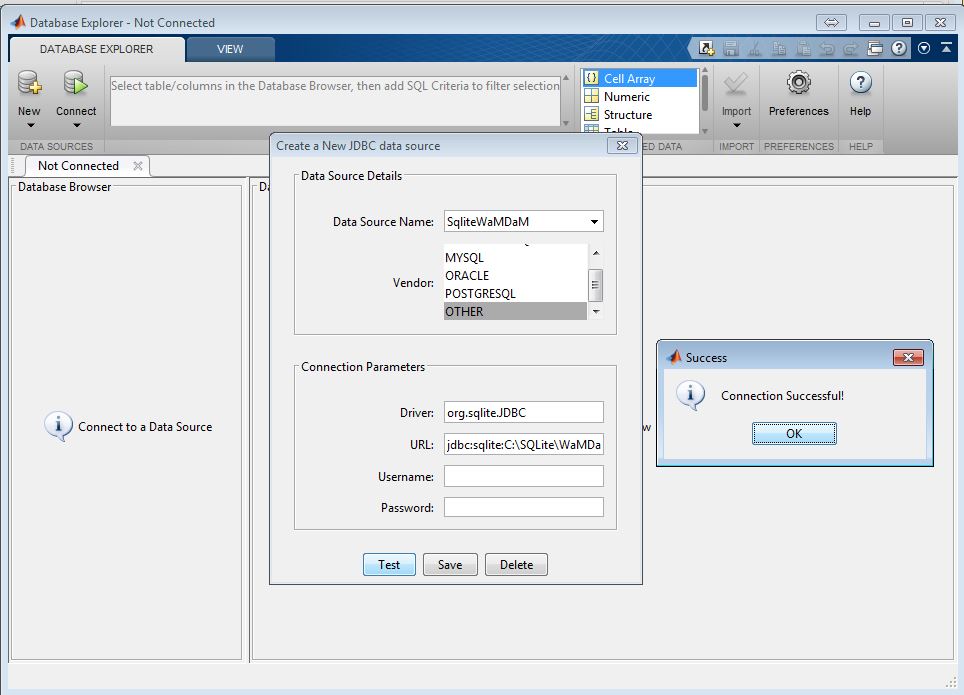 Database Explorer - Not Connected
DATABASE EXPLORER
VIEW
New
Connect
DATA SOURCES
Select table/columns in the Database Browser, then add SQL Criteria to filter selection
Cell Array
Numeric
Structure
Table
ED DATA
Import
IMPORT
Preferences
PREFERENCES
Help
HELP
Not Connected
Database Browser
Da
Connect to a Data Source
Create a New JDBC data source
Data Source Details
Data Source Name: SqliteWaMDaM
Vendor:
MYSQL
ORACLE
POSTGRESQL
OTHER
Connection Parameters
Driver: org.sqlite.JDBC
URL: jdbc:sqlite:C:\SQLite\WaMDa
Username:
Password:
Test Save Delete
w
Success
Connection Successful!
OK